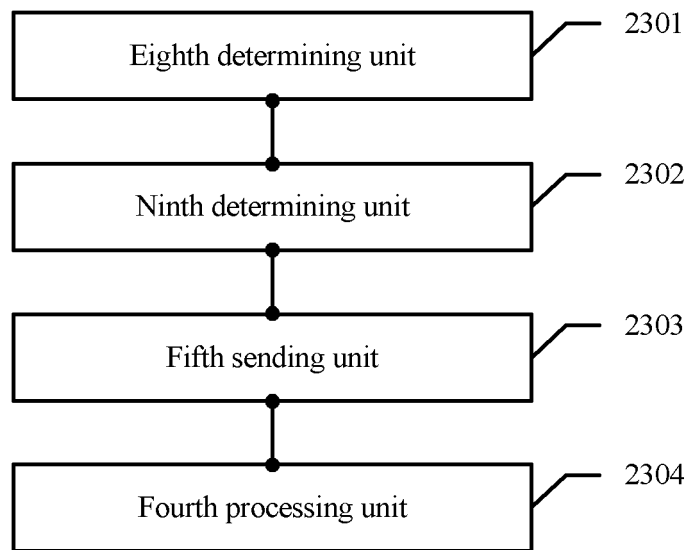 Eighth determining unit 2301
Ninth determining unit 2302
Fifth sending unit 2303
Fourth processing unit 2304